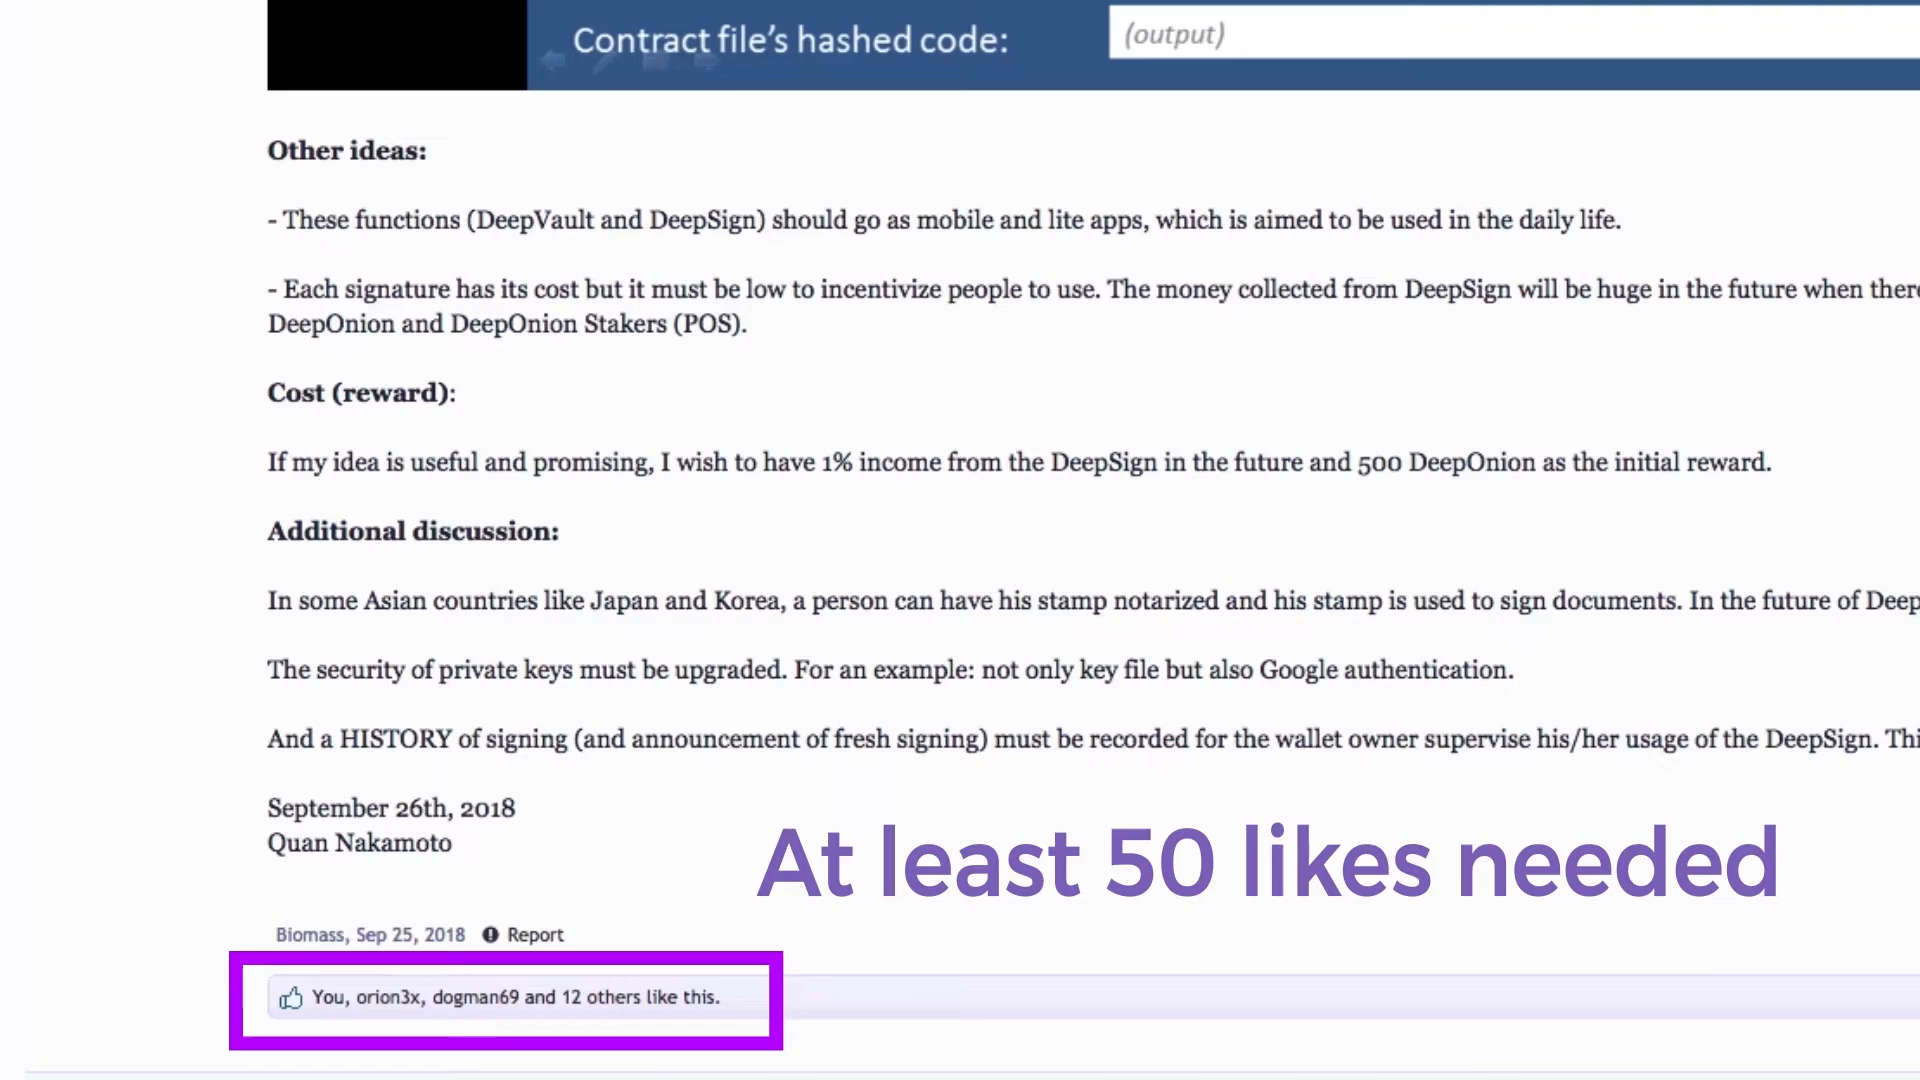 Contract file's hashed code:
(output)
Other ideas:
- These functions (DeepVault and DeepSign) should go as mobile and lite apps, which is aimed to be used in the daily life.
- Each signature has its cost but it must be low to incentivize people to use. The money collected from DeepSign will be huge in the future when there
DeepOnion and DeepOnion Stakers (POS).
Cost (reward):
If my idea is useful and promising, I wish to have 1% income from the DeepSign in the future and 500 DeepOnion as the initial reward.
Additional discussion:
In some Asian countries like Japan and Korea, a person can have his stamp notarized and his stamp is used to sign documents. In the future of Deep
The security of private keys must be upgraded. For an example: not only key file but also Google authentication.
And a HISTORY of signing (and announcement of fresh signing) must be recorded for the wallet owner supervise his/her usage of the DeepSign. Thi
September 26th, 2018
Quan Nakamoto
At least 50 likes needed
Biomass, Sep 25, 2018 Report
You, orion3x, dogman69 and 12 others like this.